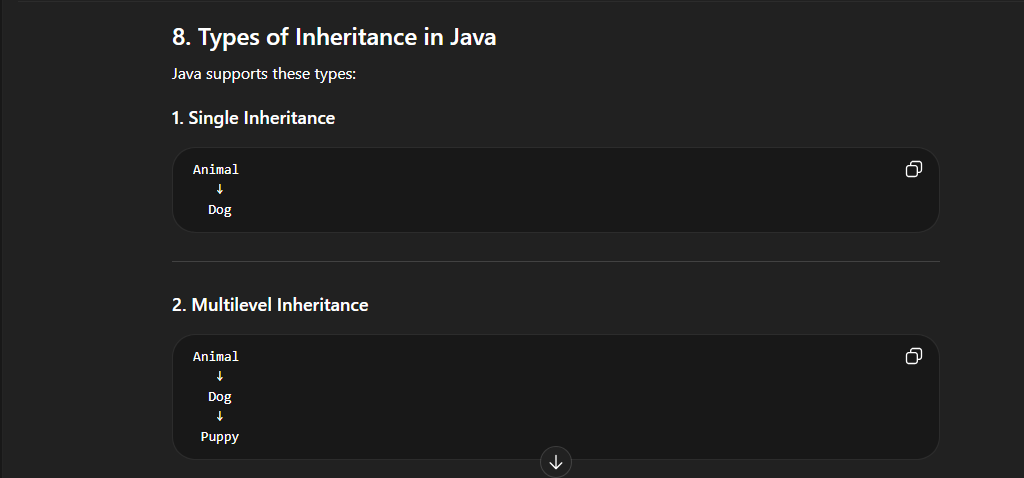 8. Types of Inheritance in Java
Java supports these types:
1. Single Inheritance
Animal
↓
Dog
2. Multilevel Inheritance
Animal
↓
Dog
↓
Puppy